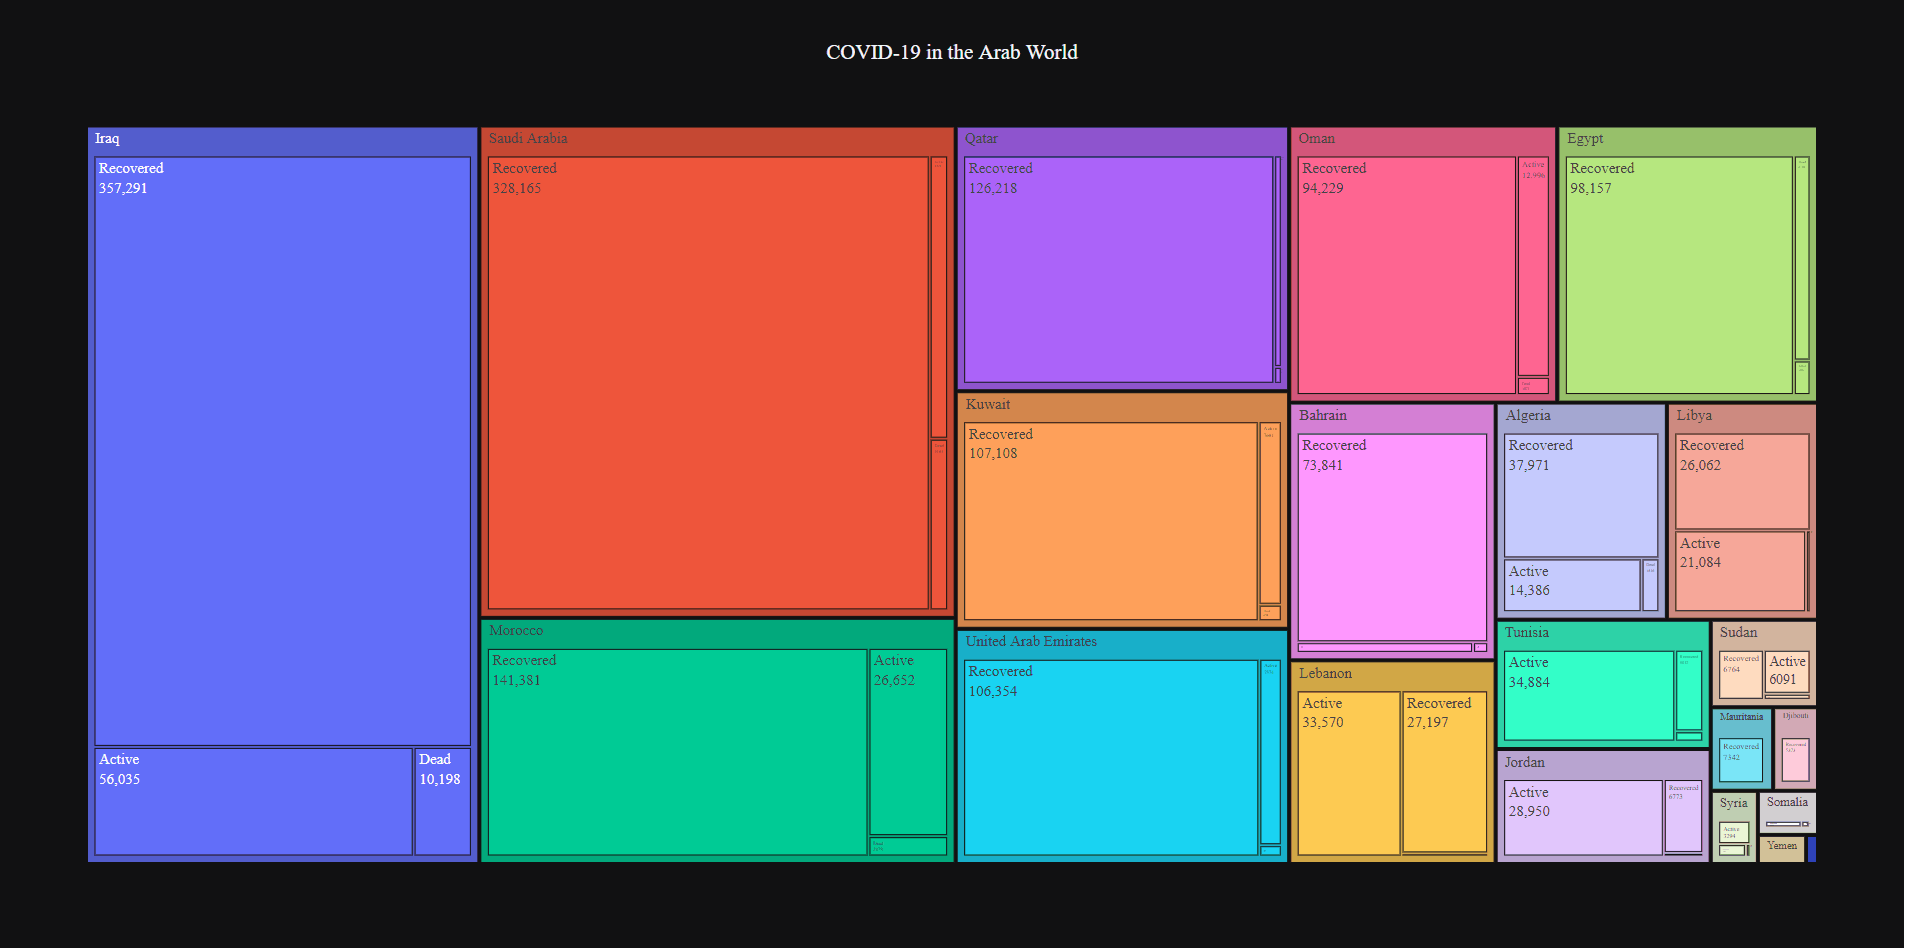 COVID-19 in the Arab World
Iraq
Recovered
357,291
Active
56,035
Dead
10,198
Saudi Arabia
Recovered
328,165
Morocco
Recovered
141,381
Active
26,652
Qatar
Recovered
126,218
Kuwait
Recovered
107,108
Active
United Arab Emirates
Recovered
106,354
Active
Oman
Recovered
94,229
Active
12.9%
Egypt
Recovered
98,157
Bahrain
Recovered
73,841
Lebanon
Active
33,570
Recovered
27,197
Algeria
Recovered
37,971
Active
14,386
Libya
Recovered
26,062
Active
21,084
Tunisia
Active
34,884
Recovered
Jordan
Active
28,950
Recovered
6773
Sudan
Recovered
6764
Active
6091
Mauritania
Recovered
7342
Djibouti
Recovered
Syria
Active
Somalia
Yemen